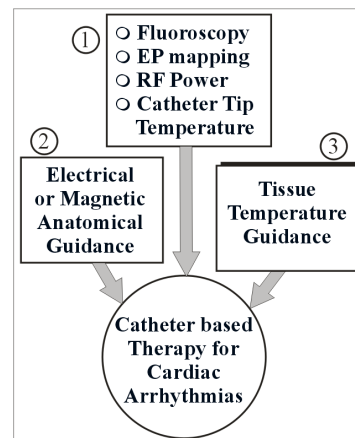 1
○ Fluoroscopy
○ EP mapping
○ RF Power
○ Catheter Tip
Temperature
2
Electrical
or Magnetic
Anatomical
Guidance
3
Tissue
Temperature
Guidance
Catheter based
Therapy for
Cardiac
Arrhythmias